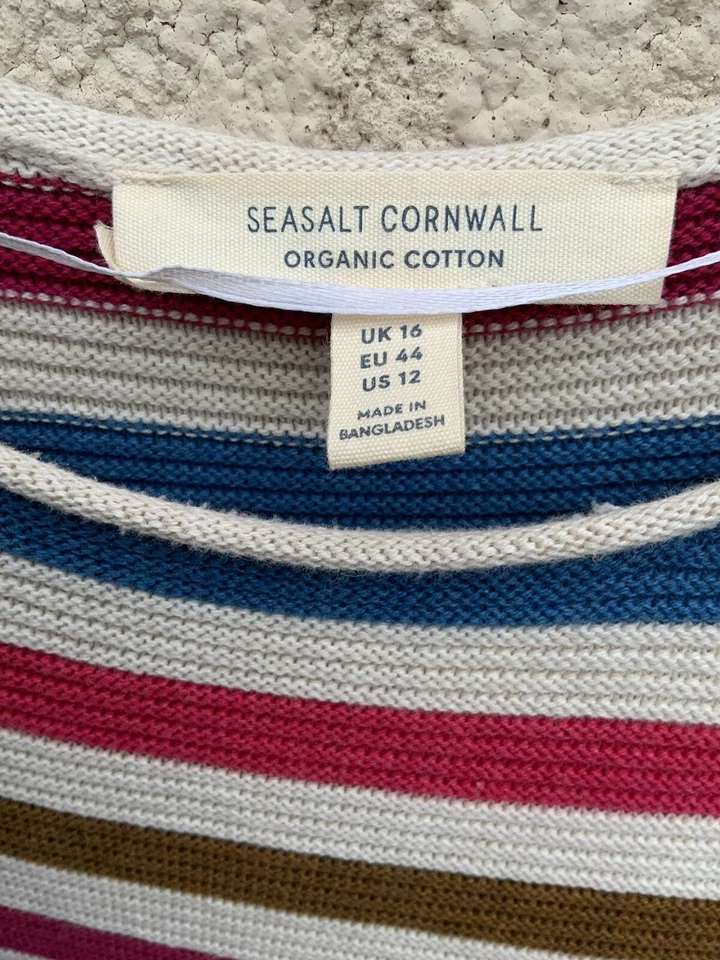 SEASALT CORNWALL
ORGANIC COTTON
UK 16
EU 44
US 12
MADE IN
BANGLADESH